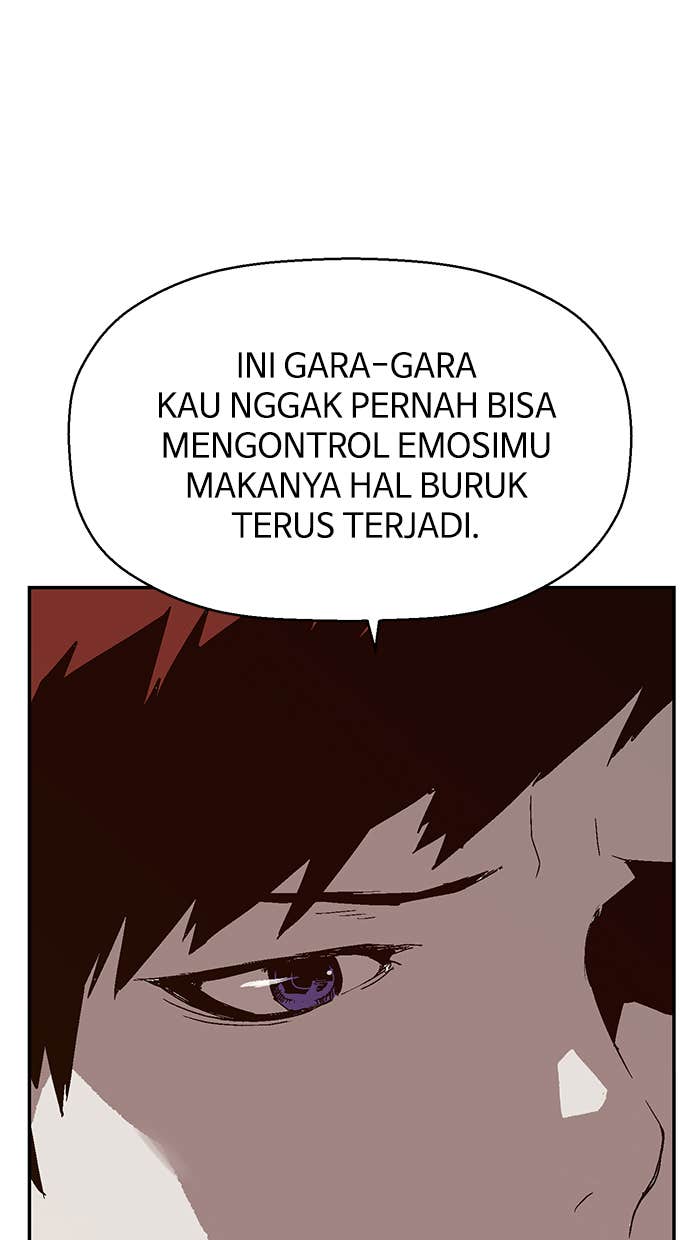 INI GARA-GARA
KAU NGGAK PERNAH BISA
MENGONTROL EMOSIMU
MAKANYA HAL BURUK
TERUS TERJADI.